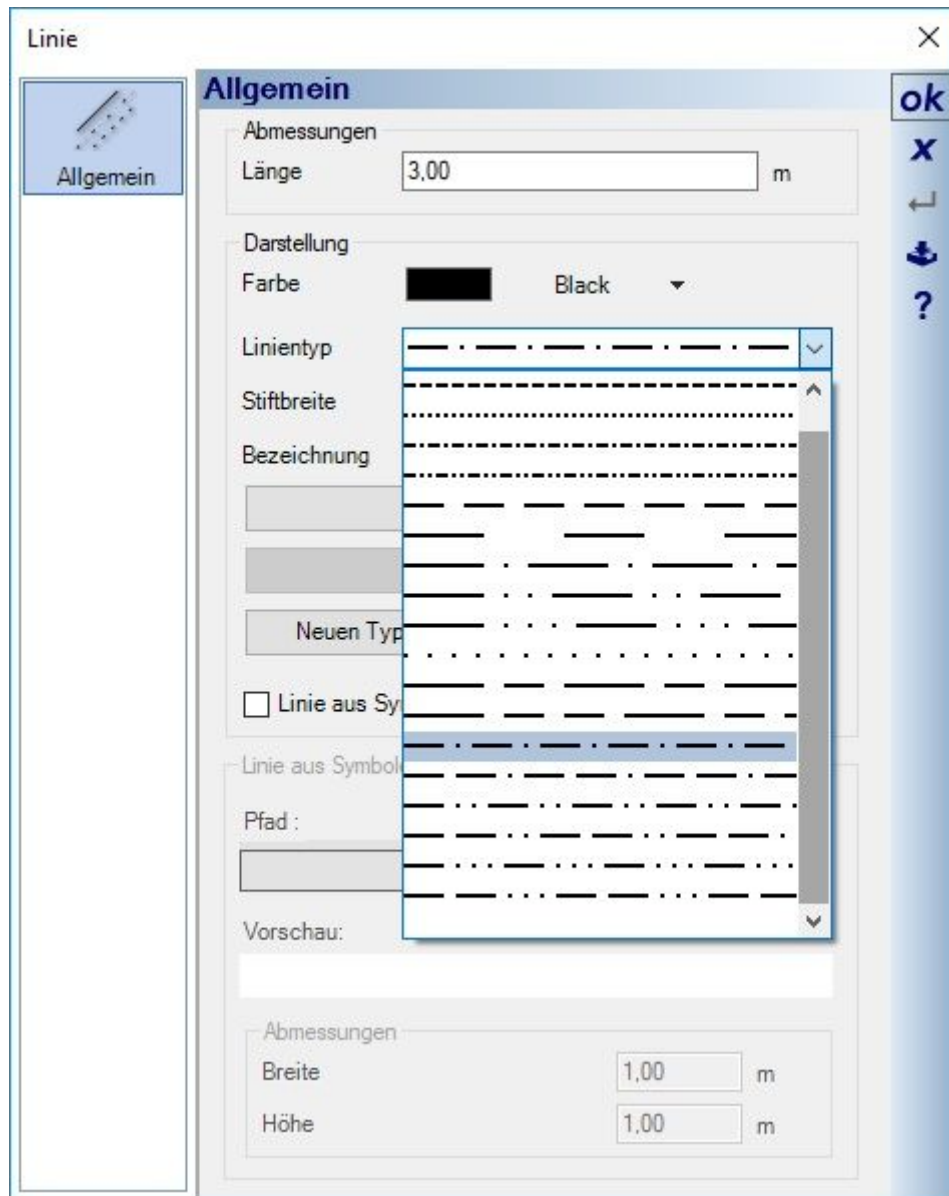 Linie
Allgemein
Allgemein
Abmessungen
Länge 3,00 m
Darstellung
Farbe Black
Linientyp
Stiftbreite
Bezeichnung
Neuen Typ
Linie aus Sy
Linie aus Symbole
Pfad :
Vorschau:
Abmessungen
Breite 1,00 m
Höhe 1,00 m
ok
x
?